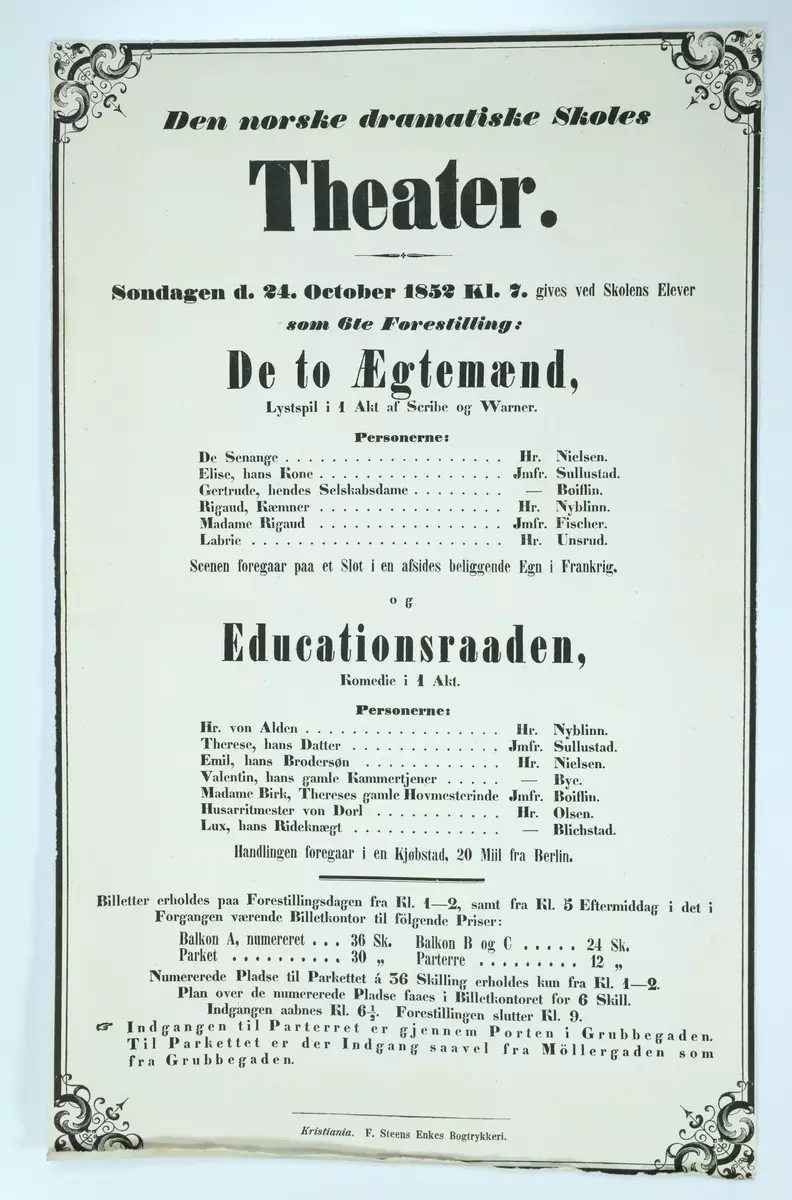 Den norske dramatiske Skoles
Theater.
Søndagen d. 24. October 1852 Kl. 7. gives ved Skolens Elever
som 6te Forestilling:
De to Ægtemænd,
Lystspil i 1 Akt af Scribe og Warner.
Personerne:
De Senange . . . . . . . . . . . . . . . . . . . Hr. Nielsen.
Elise, hans Kone . . . . . . . . . . . . . . . . Jmfr. Sullustad.
Gertrude, hendes Selskabsdame . . . . . . . . — Boiflin.
Rigaud, Kæmner . . . . . . . . . . . . . . . . Hr. Nyblinn.
Madame Rigaud . . . . . . . . . . . . . . . . Jmfr. Fischer.
Labrie . . . . . . . . . . . . . . . . . . . . . . Hr. Unsrud.
Scenen foregaar paa et Slot i en afsides beliggende Egn i Frankrig.
og
Educationsraaden,
Komedie i 1 Akt.
Personerne:
Hr. von Alden . . . . . . . . . . . . . . . . . Hr. Nyblinn.
Therese, hans Datter . . . . . . . . . . . . . Jmfr. Sullustad.
Emil, hans Brodersøn . . . . . . . . . . . . Hr. Nielsen.
Valentin, hans gamle Kammertjener . . . . . — Bye.
Madame Birk, Thereses gamle Hovmesterinde Jmfr. Boiflin.
Husarritmester von Dorl . . . . . . . . . . . Hr. Olsen.
Lux, hans Rideknægt . . . . . . . . . . . . . — Blichstad.
Handlingen foregaar i en Kjøbstad, 20 Miil fra Berlin.
Billetter erholdes paa Forestillingsdagen fra Kl. 1—2, samt fra Kl. 5 Eftermiddag i det i
Forgangen værende Billetkontor til fölgende Priser:
Balkon A, numereret . . . 36 Sk. Balkon B og C . . . . . 24 Sk.
Parket . . . . . . . . . . 30 „ Parterre . . . . . . . . . 12 „
Numererede Pladse til Parkettet á 36 Skilling erholdes kun fra Kl. 1—2.
Plan over de numererede Pladse faaes i Billetkontoret for 6 Skill.
Indgangen aabnes Kl. 6½. Forestillingen slutter Kl. 9.
☞ Indgangen til Parterret er gjennem Porten i Grubbegaden.
Til Parkettet er der Indgang saavel fra Möllergaden som
fra Grubbegaden.
Kristiania. F. Steens Enkes Bogtrykkeri.